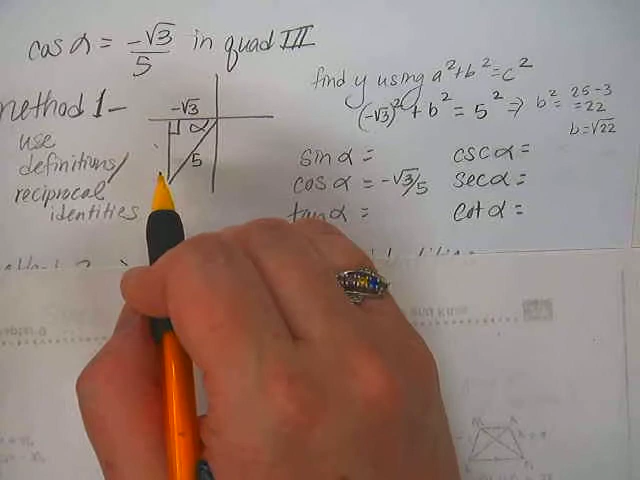 cos α = -√3/5 in quad III
method 1-
use
definitions/
reciprocal
identities
-√3
α
5
find y using a²+b²=c²
(-√3)² + b² = 5² ⇒ b² = 25-3
=22
b=√22
sin α =
cos α = -√3/5
tan α =
csc α =
sec α =
cot α =